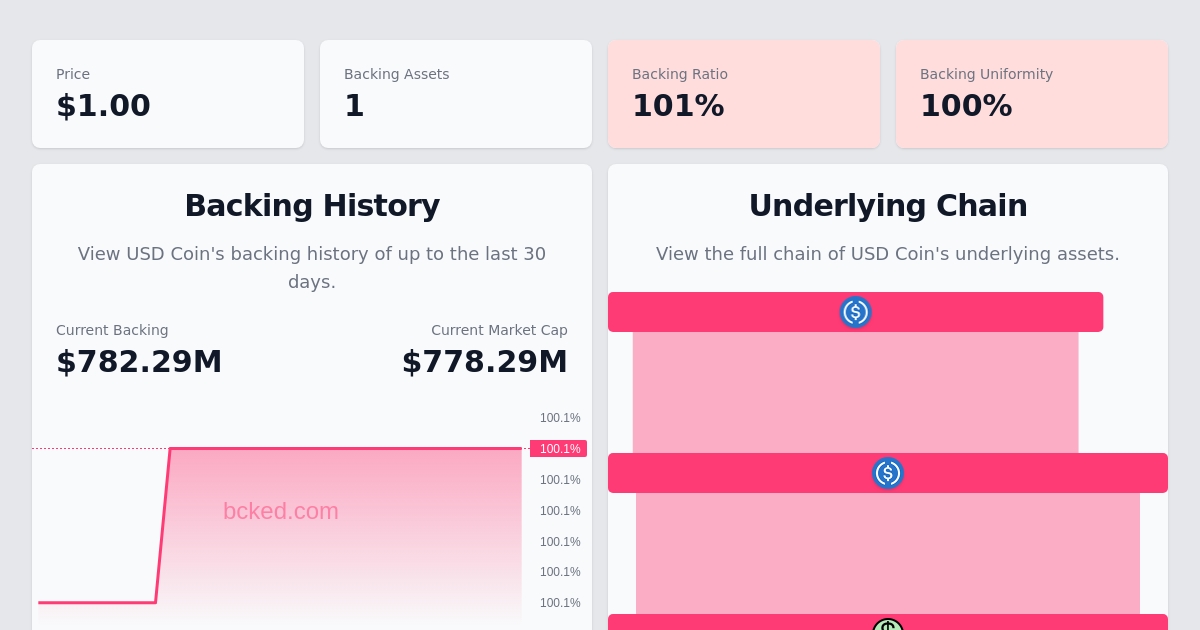 Price
$1.00
Backing Assets
1
Backing Ratio
101%
Backing Uniformity
100%
Backing History
View USD Coin's backing history of up to the last 30
days.
Current Backing
$782.29M
Current Market Cap
$778.29M
100.1%
100.1%
100.1%
100.1%
100.1%
100.1%
100.1%
bcked.com
Underlying Chain
View the full chain of USD Coin's underlying assets.